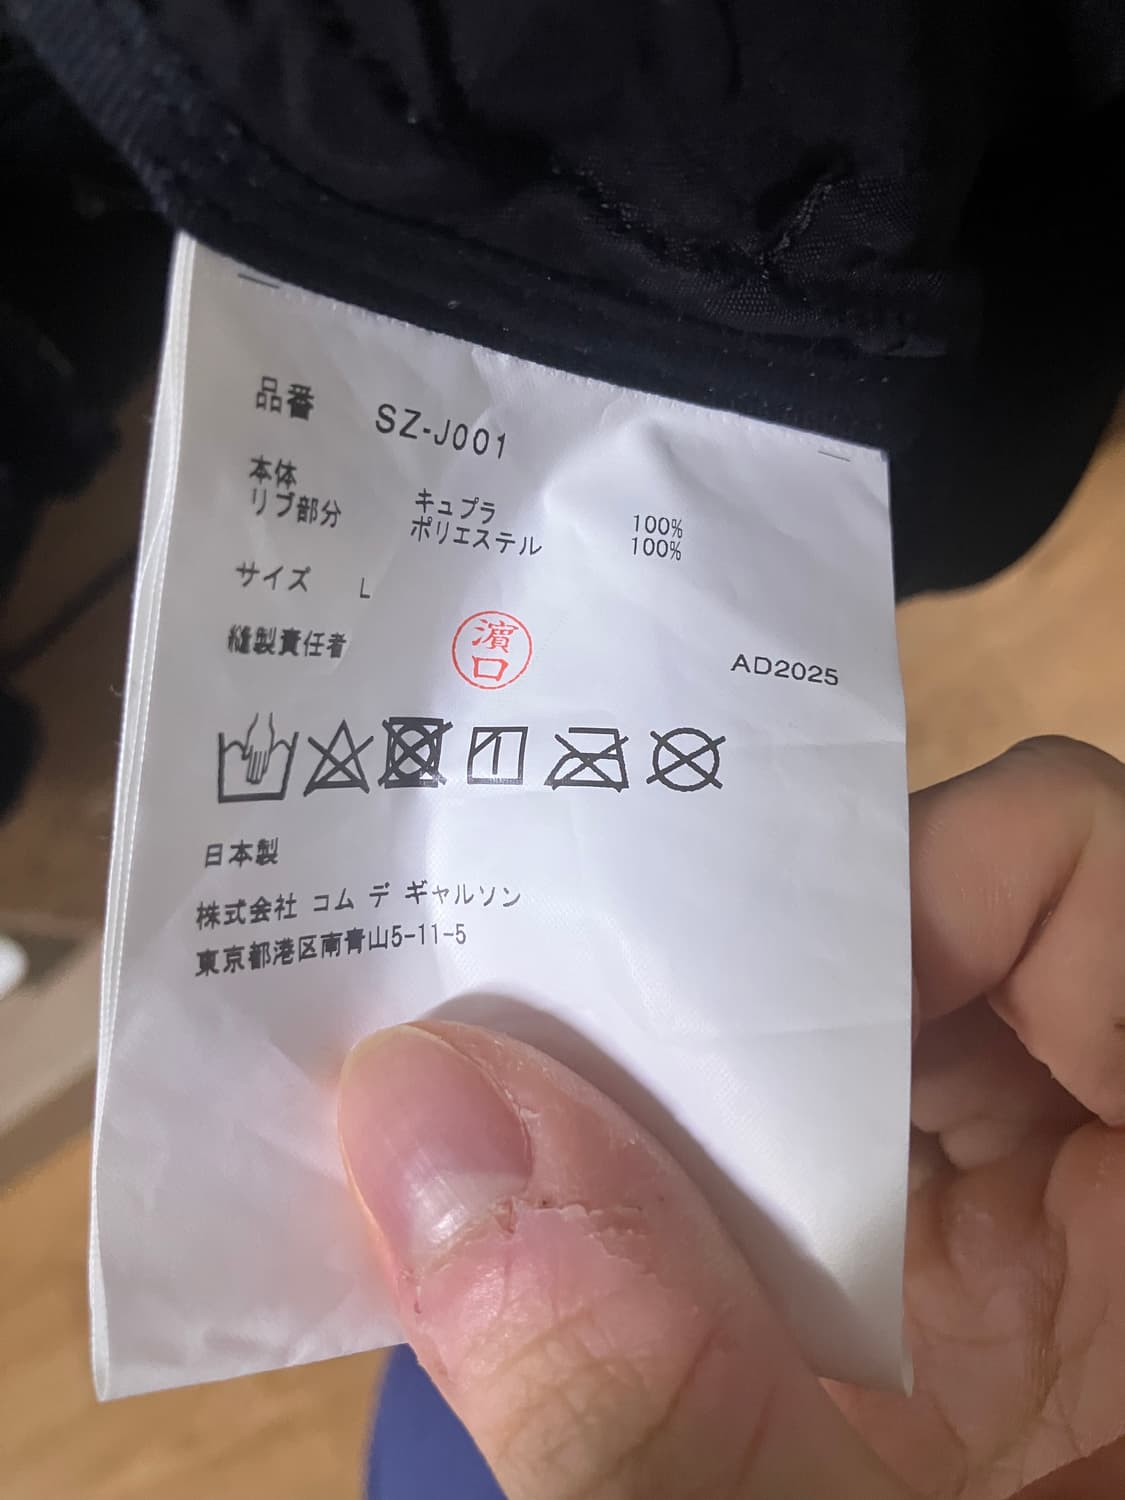 品番 SZ-J001
本体 キュプラ 100%
リブ部分 ポリエステル 100%
サイズ L
縫製責任者 濱口
AD2025
日本製
株式会社 コム デ ギャルソン
東京都港区南青山5-11-5